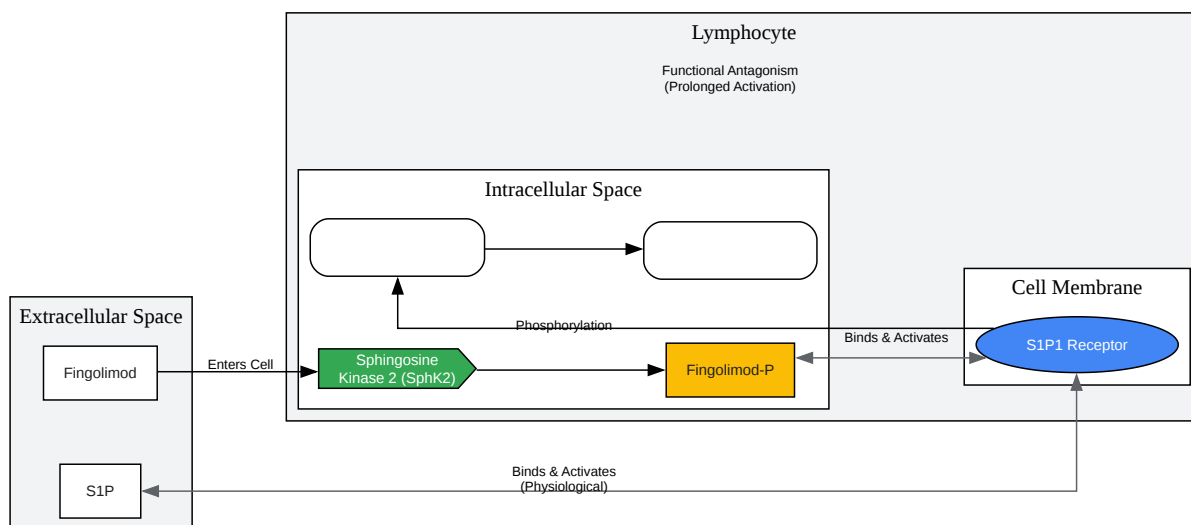 Lymphocyte
Functional Antagonism
(Prolonged Activation)
Intracellular Space
Extracellular Space
Cell Membrane
Phosphorylation
Binds & Activates
S1P1 Receptor
Fingolimod
Enters Cell
Sphingosine
Kinase 2 (SphK2)
Fingolimod-P
S1P
Binds & Activates
(Physiological)